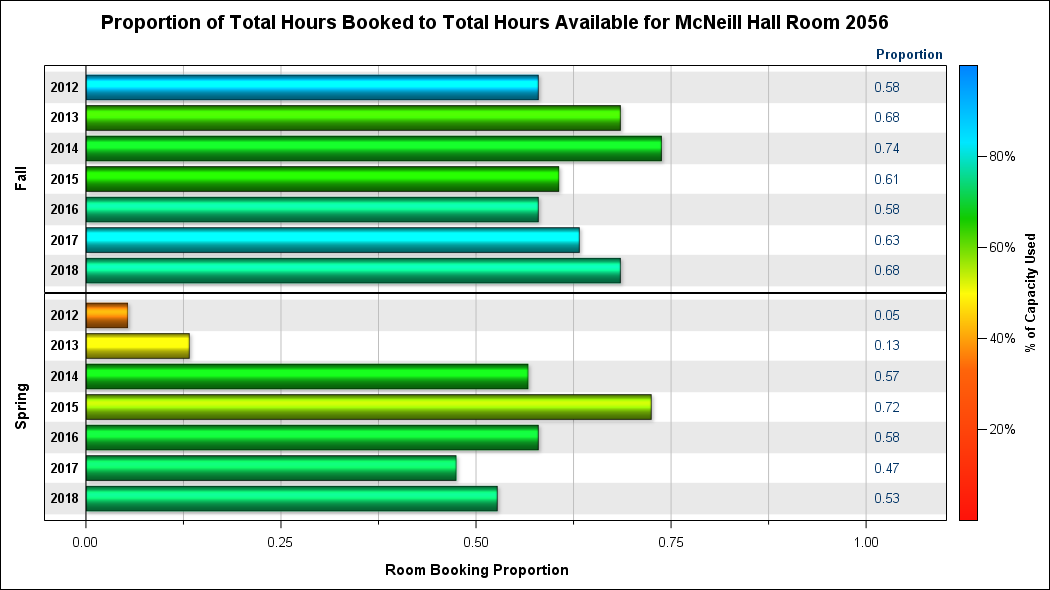 Proportion of Total Hours Booked to Total Hours Available for McNeill Hall Room 2056
Proportion
Fall
2012 0.58
2013 0.68
2014 0.74
2015 0.61
2016 0.58
2017 0.63
2018 0.68
Spring
2012 0.05
2013 0.13
2014 0.57
2015 0.72
2016 0.58
2017 0.47
2018 0.53
0.00 0.25 0.50 0.75 1.00
Room Booking Proportion
80%
60%
40%
20%
% of Capacity Used